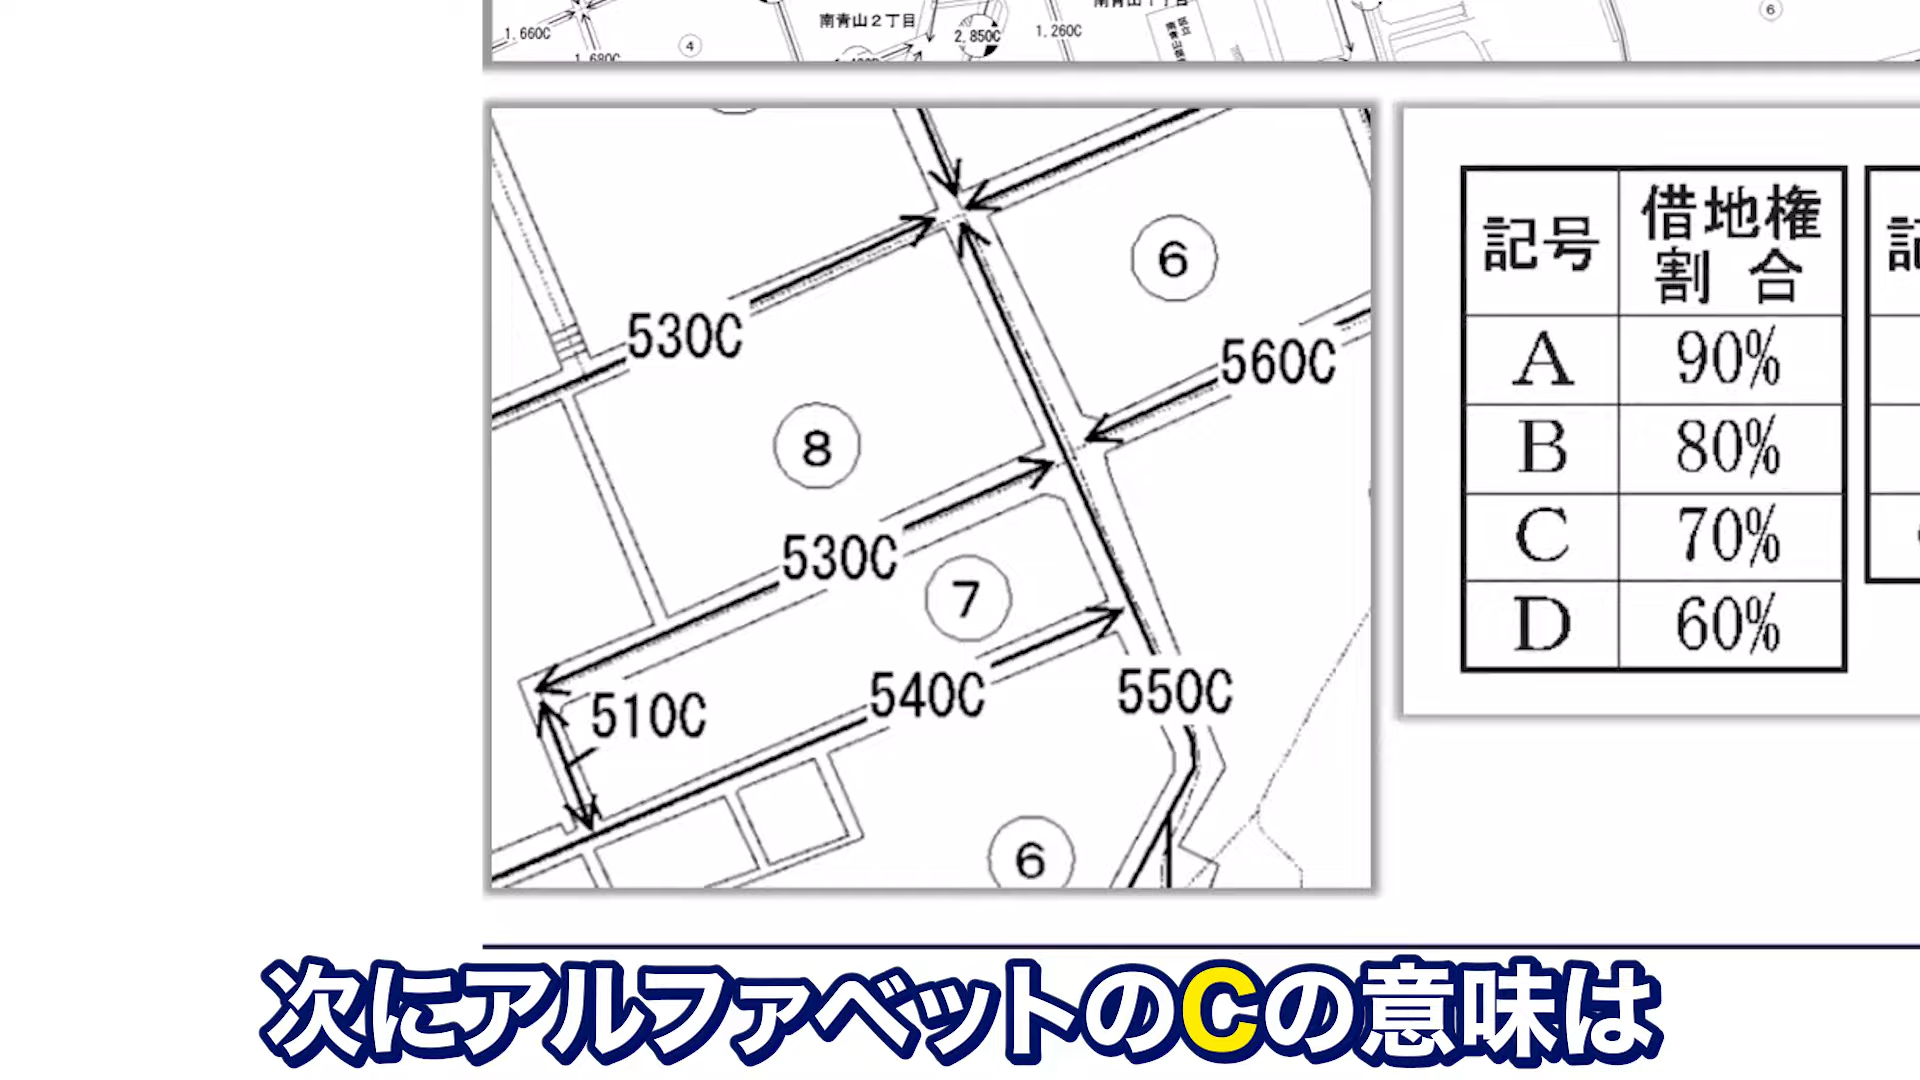 1,660C
南青山2丁目
2,850C
1,260C
区立
4
6
6
530C
560C
8
530C
7
510C
540C
550C
6
記号 借地権割合
A 90%
B 80%
C 70%
D 60%
次にアルファベットのCの意味は